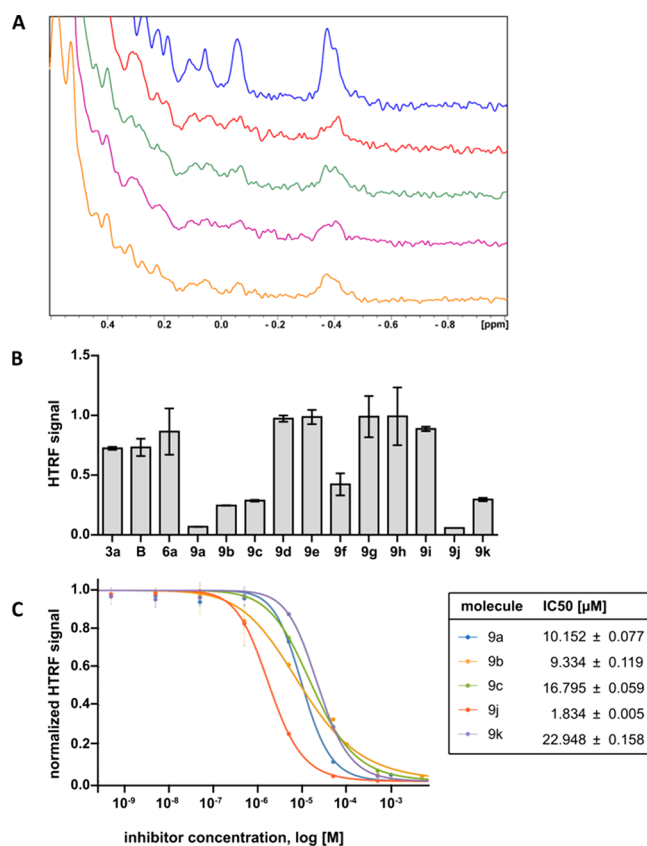 A
0.4 0.2 0.0 - 0.2 - 0.4 - 0.6 - 0.8 [ppm]
B
HTRF signal
1.5
1.0
0.5
0.0
3a B 6a 9a 9b 9c 9d 9e 9f 9g 9h 9i 9j 9k
C
normalized HTRF signal
1.0
0.8
0.6
0.4
0.2
0.0
10-9 10-8 10-7 10-6 10-5 10-4 10-3
inhibitor concentration, log [M]
molecule IC50 [µM]
9a 10.152 ± 0.077
9b 9.334 ± 0.119
9c 16.795 ± 0.059
9j 1.834 ± 0.005
9k 22.948 ± 0.158